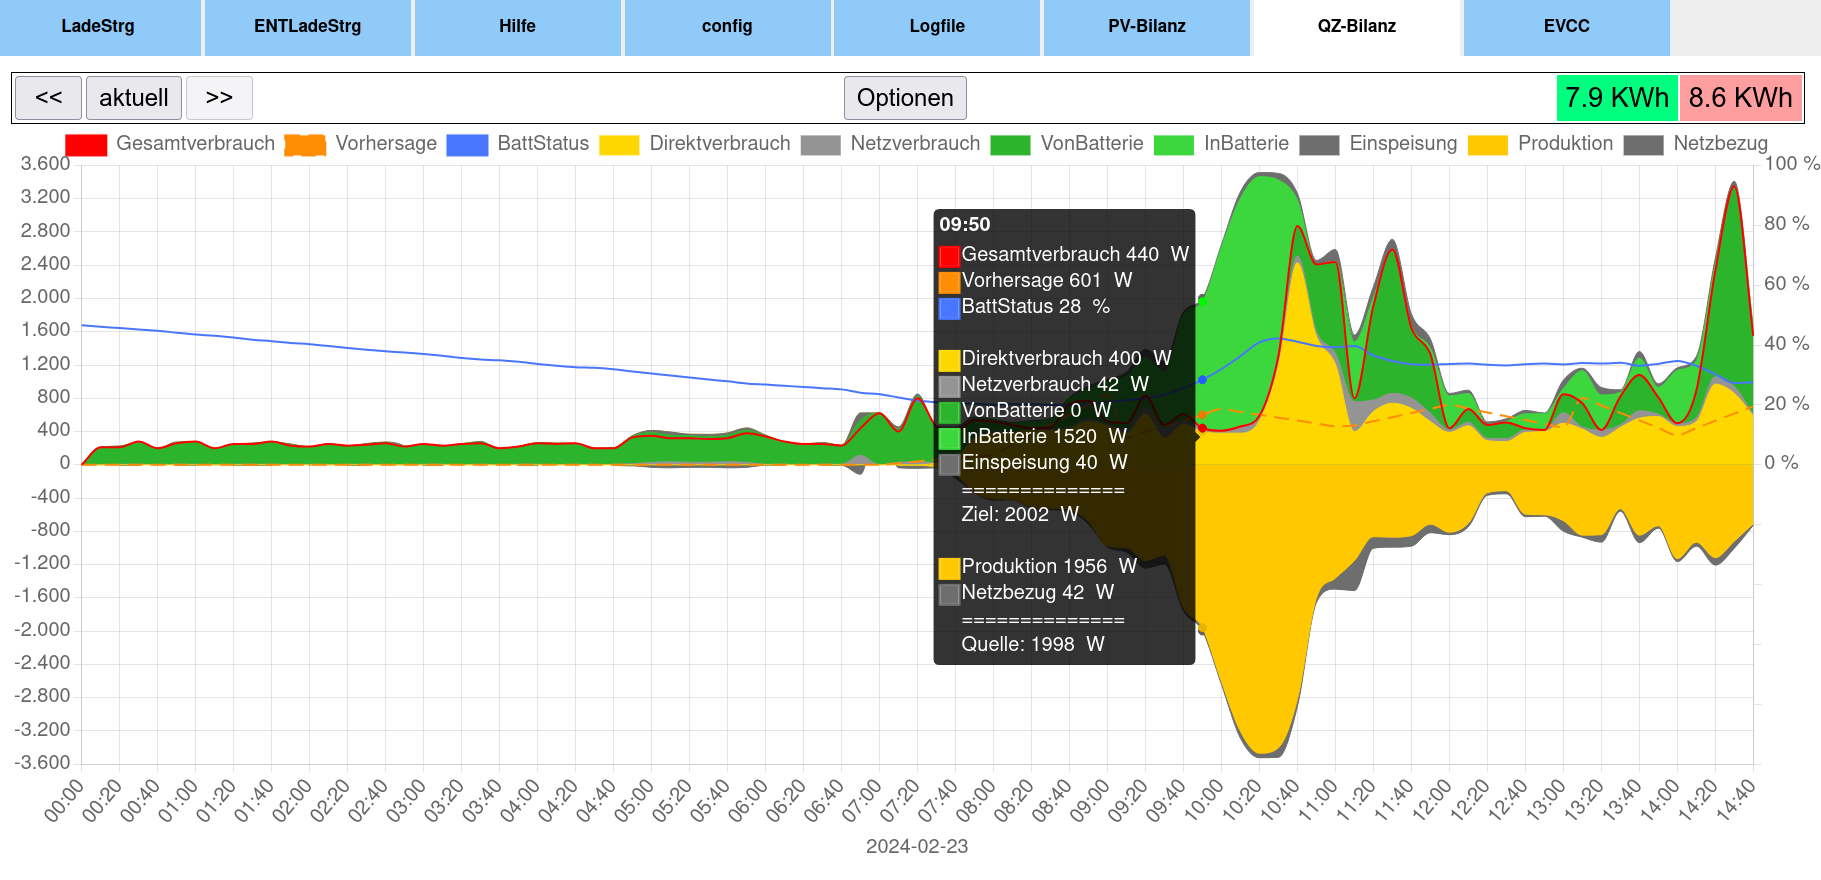 LadeStrg ENTLadeStrg Hilfe config Logfile PV-Bilanz QZ-Bilanz EVCC
<< aktuell >> Optionen 7.9 KWh 8.6 KWh
Gesamtverbrauch Vorhersage BattStatus Direktverbrauch Netzverbrauch VonBatterie InBatterie Einspeisung Produktion Netzbezug
3.600
3.200
2.800
2.400
2.000
1.600
1.200
800
400
0
-400
-800
-1.200
-1.600
-2.000
-2.400
-2.800
-3.200
-3.600
09:50
Gesamtverbrauch 440 W
Vorhersage 601 W
BattStatus 28 %
Direktverbrauch 400 W
Netzverbrauch 42 W
VonBatterie 0 W
InBatterie 1520 W
Einspeisung 40 W
==============
Ziel: 2002 W
Produktion 1956 W
Netzbezug 42 W
==============
Quelle: 1998 W
100 %
80 %
60 %
40 %
20 %
0 %
00:00 00:20 00:40 01:00 01:20 01:40 02:00 02:20 02:40 03:00 03:20 03:40 04:00 04:20 04:40 05:00 05:20 05:40 06:00 06:20 06:40 07:00 07:20 07:40 08:00 08:20 08:40 09:00 09:20 09:40 10:00 10:20 10:40 11:00 11:20 11:40 12:00 12:20 12:40 13:00 13:20 13:40 14:00 14:20 14:40
2024-02-23